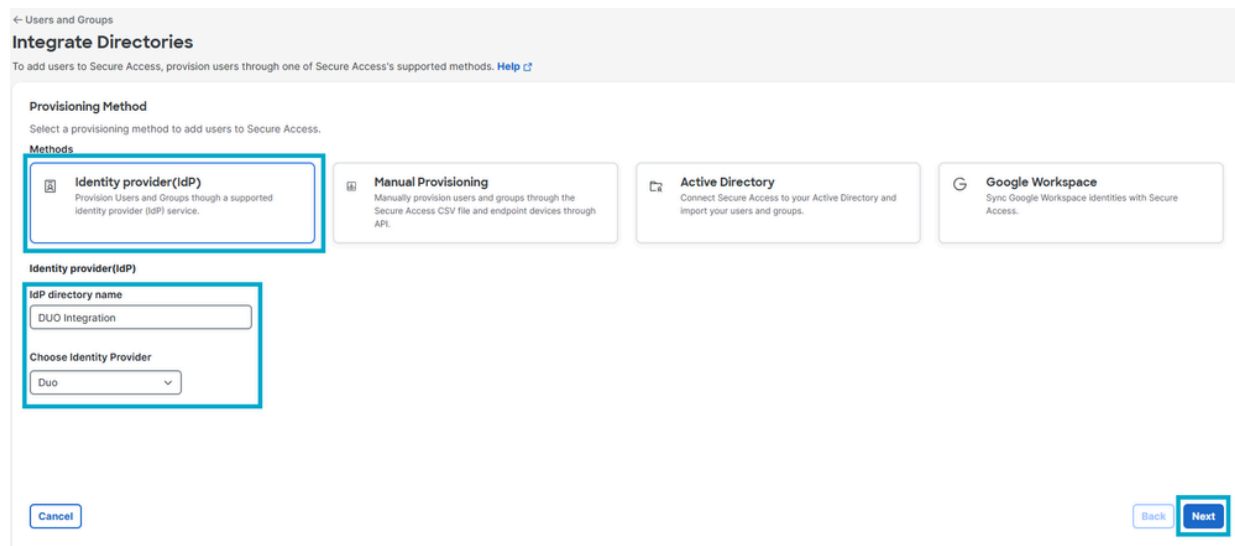 ← Users and Groups
Integrate Directories
To add users to Secure Access, provision users through one of Secure Access's supported methods. Help
Provisioning Method
Select a provisioning method to add users to Secure Access.
Methods
Identity provider(IdP)
Provision Users and Groups though a supported
identity provider (IdP) service.
Manual Provisioning
Manually provision users and groups through the
Secure Access CSV file and endpoint devices through
API.
Active Directory
Connect Secure Access to your Active Directory and
import your users and groups.
Google Workspace
Sync Google Workspace identities with Secure
Access.
Identity provider(IdP)
IdP directory name
DUO Integration
Choose Identity Provider
Duo
Cancel
Back
Next